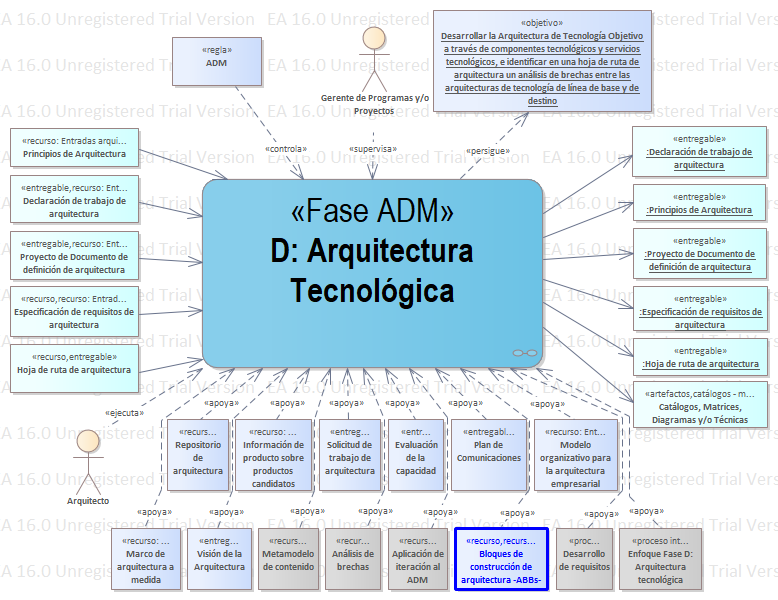 EA 16.0 Unregistered Trial Version EA 16.0 Unregistered Trial Version
«regla»
ADM
Gerente de Programas y/o
Proyectos
«objetivo»
Desarrollar la Arquitectura de Tecnología Objetivo
a través de componentes tecnológicos y servicios
tecnológicos, e identificar en una hoja de ruta de
arquitectura un análisis de brechas entre las
arquitecturas de tecnología de línea de base y de
destino
«controla»
«supervisa»
«persigue»
«recurso: Entradas arqui...
Principios de Arquitectura
«entregable,recurso: Ent...
Declaración de trabajo de
arquitectura
«entregable,recurso: Ent...
Proyecto de Documento de
definición de arquitectura
«recurso,recurso: Entrad...
Especificación de requisitos de
arquitectura
«recurso,entregable»
Hoja de ruta de arquitectura
«Fase ADM»
D: Arquitectura
Tecnológica
«entregable»
:Declaración de trabajo de
arquitectura
«entregable»
:Principios de Arquitectura
«entregable»
:Proyecto de Documento de
definición de arquitectura
«entregable»
:Especificación de requisitos de
arquitectura
«entregable»
:Hoja de ruta de arquitectura
«artefactos,catálogos - m...
Catálogos, Matrices,
Diagramas y/o Técnicas
«ejecuta»
Arquitecto
«apoya»
«apoya»
«apoya»
«apoya»
«apoya»
«apoya»
«recurs...
Repositorio
de
arquitectura
«recurso: ...
Información de
producto sobre
productos
candidatos
«entreg...
Solicitud de
trabajo de
arquitectura
«entr...
Evaluación
de la
capacidad
«entregabl...
Plan de
Comunicaciones
«recurso: Ent...
Modelo
organizativo para
la arquitectura
empresarial
«apoya»
«apoya»
«apoya»
«apoya»
«apoya»
«apoya»
«apoya»
«apoya»
«recurso: ...
Marco de
arquitectura a
medida
«entreg...
Visión de la
Arquitectura
«recurs...
Metamodelo
de contenido
«recur...
Análisis de
brechas
«recurs...
Aplicación de
iteración al
ADM
«recurso,recurs...
Bloques de
construcción de
arquitectura -ABBs-
«proc...
Desarrollo
de requisitos
«proceso int...
Enfoque Fase D:
Arquitectura
tecnológica